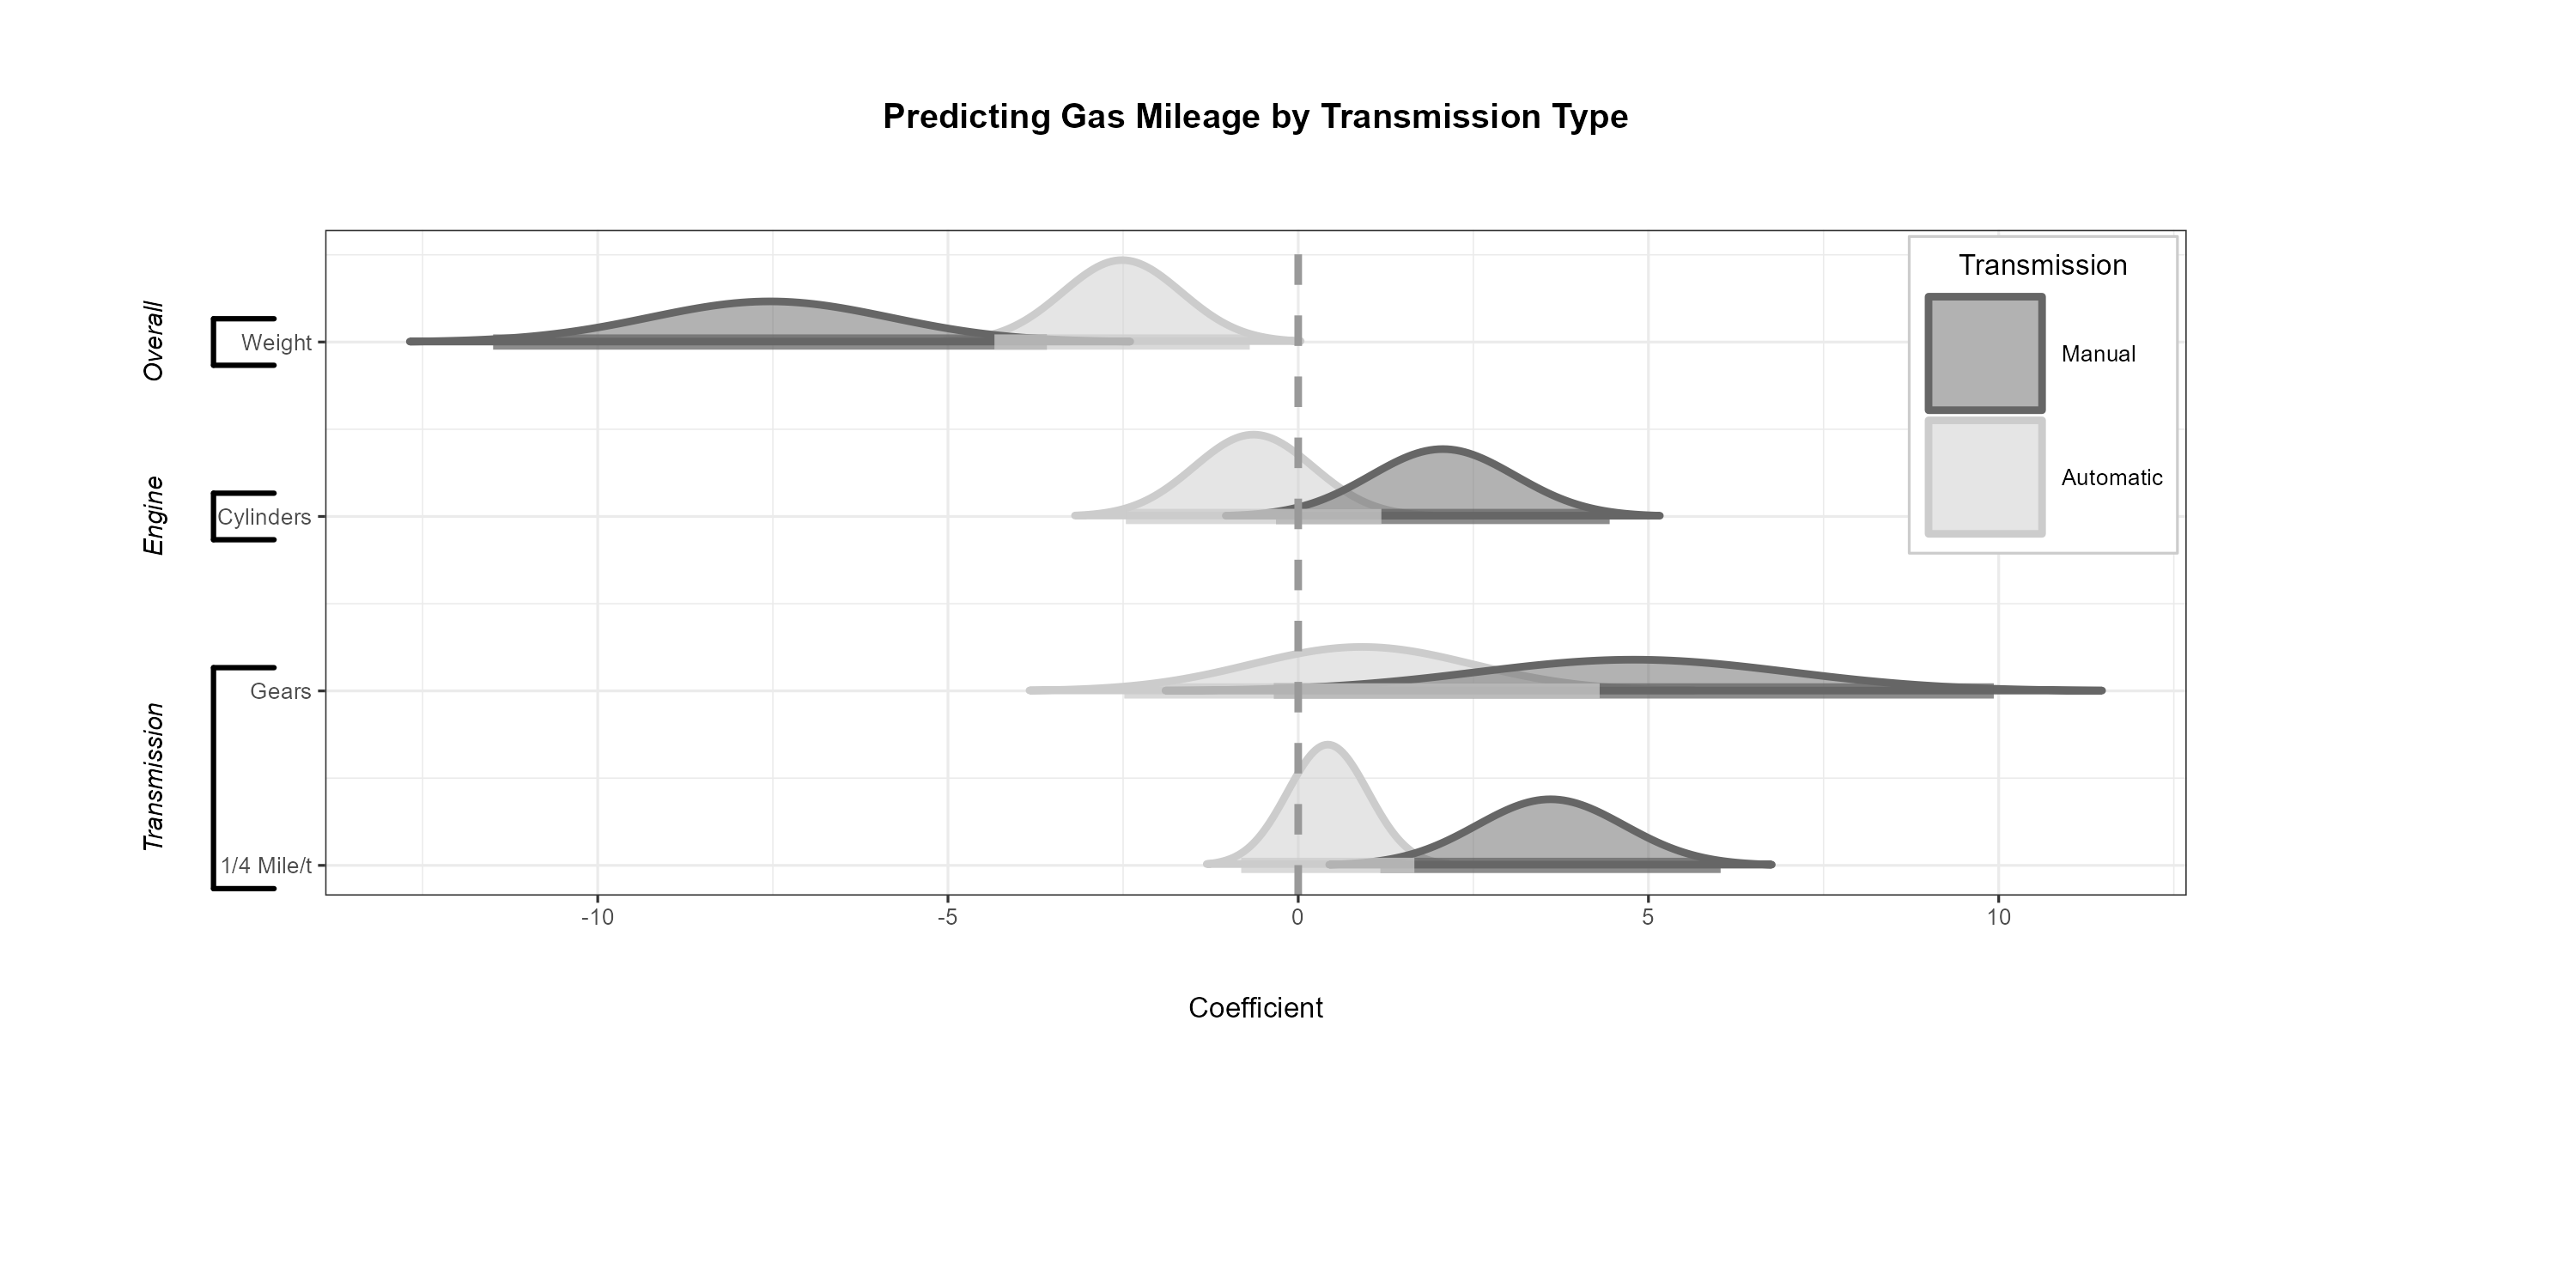 Predicting Gas Mileage by Transmission Type
Overall
Weight
Engine
Cylinders
Transmission
Gears
1/4 Mile/t
Transmission
Manual
Automatic
-10
-5
0
5
10
Coefficient